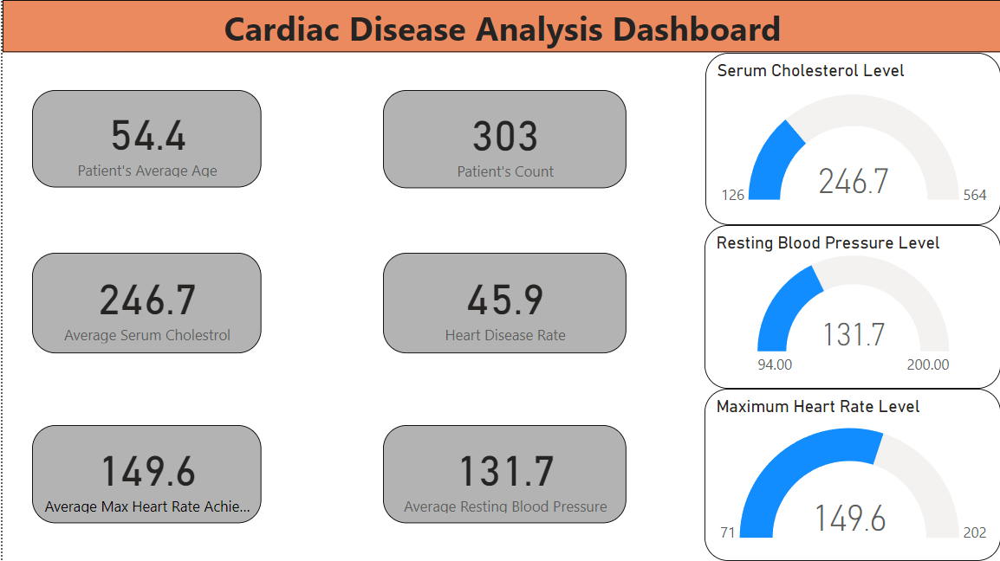 Cardiac Disease Analysis Dashboard
54.4
Patient's Average Age
303
Patient's Count
246.7
Average Serum Cholestrol
45.9
Heart Disease Rate
149.6
Average Max Heart Rate Achie...
131.7
Average Resting Blood Pressure
Serum Cholesterol Level
246.7
126
564
Resting Blood Pressure Level
131.7
94.00
200.00
Maximum Heart Rate Level
149.6
71
202